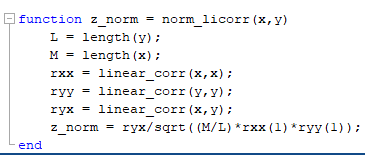 function z_norm = norm_licorr(x,y)
L = length(y);
M = length(x);
rxx = linear_corr(x,x);
ryy = linear_corr(y,y);
ryx = linear_corr(x,y);
z_norm = ryx/sqrt((M/L)*rxx(1)*ryy(1));
end